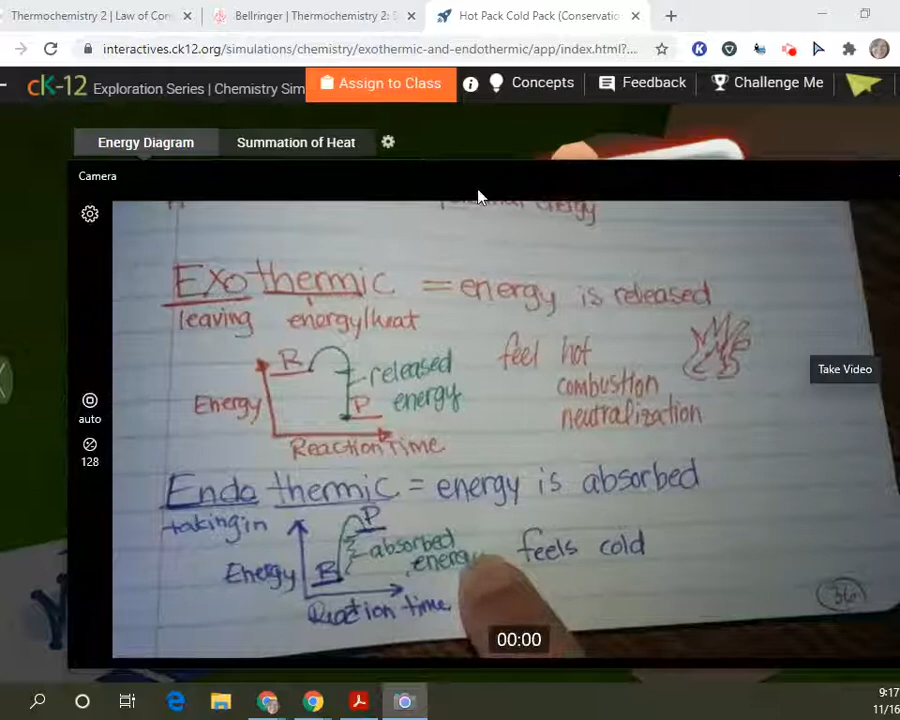 Thermochemistry 2 | Law of Con
Bellringer | Thermochemistry 2:
Hot Pack Cold Pack (Conservatio
interactives.ck12.org/simulations/chemistry/exothermic-and-endothermic/app/index.html?...
cK-12 Exploration Series | Chemistry Sim
Assign to Class
Concepts
Feedback
Challenge Me
Energy Diagram
Summation of Heat
Camera
energy
Exothermic = energy is released
leaving energy/heat
R
released
energy
P
Energy
Reaction Time
feel hot
combustion
neutralization
Take Video
auto
128
Endothermic = energy is absorbed
taking in
P
absorbed
energy
Energy
R
Reaction time
feels cold
36
00:00
9:17
11/16